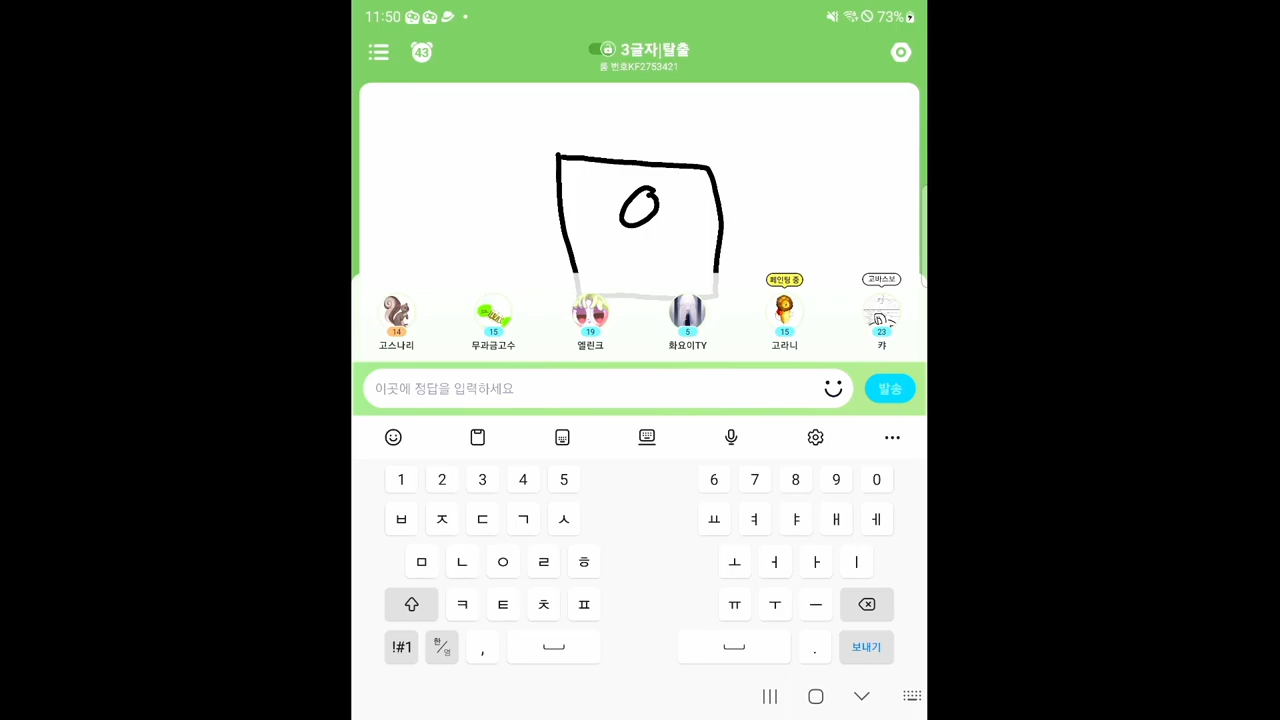 11:50 73%
43 3글자|탈출
룸 번호KF2753421
페인팅 중 고바스보
14 15 19 5 15 23
고스나리 무과금고수 엘린크 화요이TY 고라니 캬
이곳에 정답을 입력하세요 발송
1 2 3 4 5 6 7 8 9 0
ㅂ ㅈ ㄷ ㄱ ㅅ ㅛ ㅕ ㅑ ㅐ ㅔ
ㅁ ㄴ ㅇ ㄹ ㅎ ㅗ ㅓ ㅏ ㅣ
ㅋ ㅌ ㅊ ㅍ ㅠ ㅜ ㅡ
!#1 한/영 , . 보내기